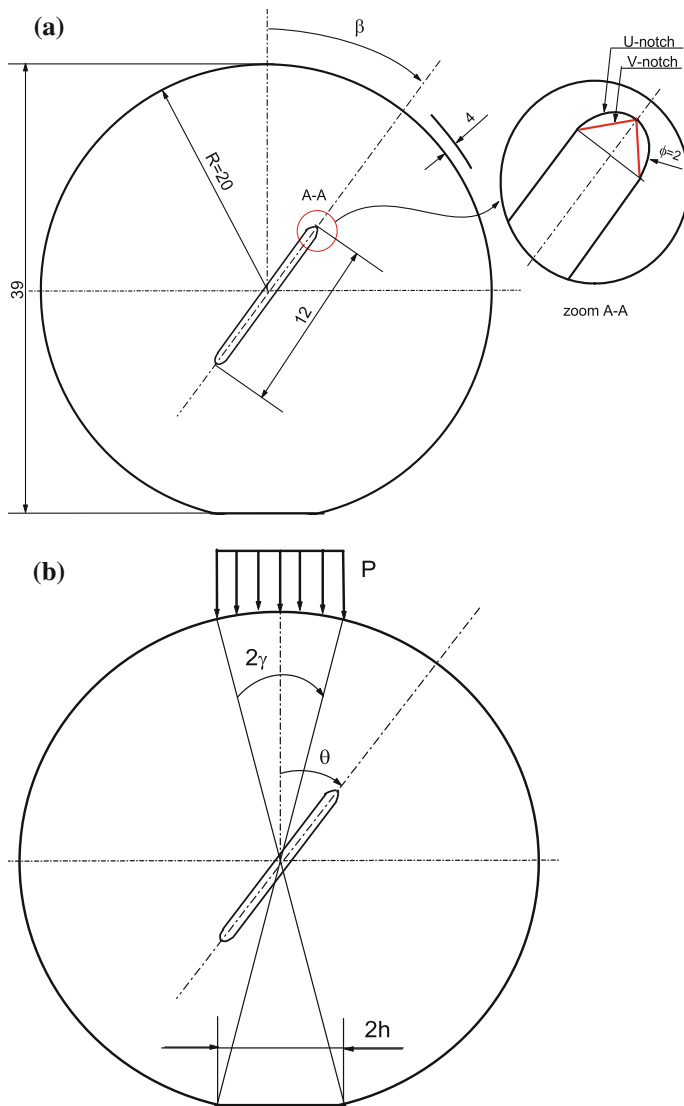 (a)
β
U-notch
V-notch
4
ϕ=2
R=20
A-A
39
12
zoom A-A
(b)
P
2γ
θ
2h